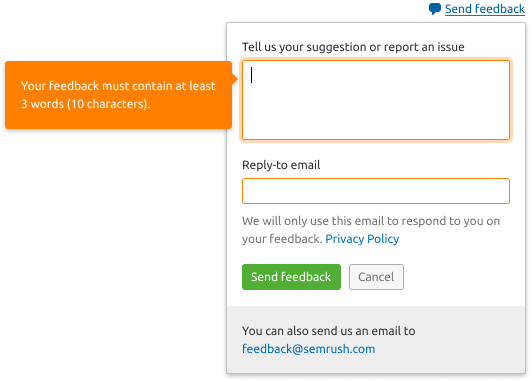 Send feedback
Tell us your suggestion or report an issue
Your feedback must contain at least
3 words (10 characters).
Reply-to email
We will only use this email to respond to you on
your feedback. Privacy Policy
Send feedback Cancel
You can also send us an email to
feedback@semrush.com